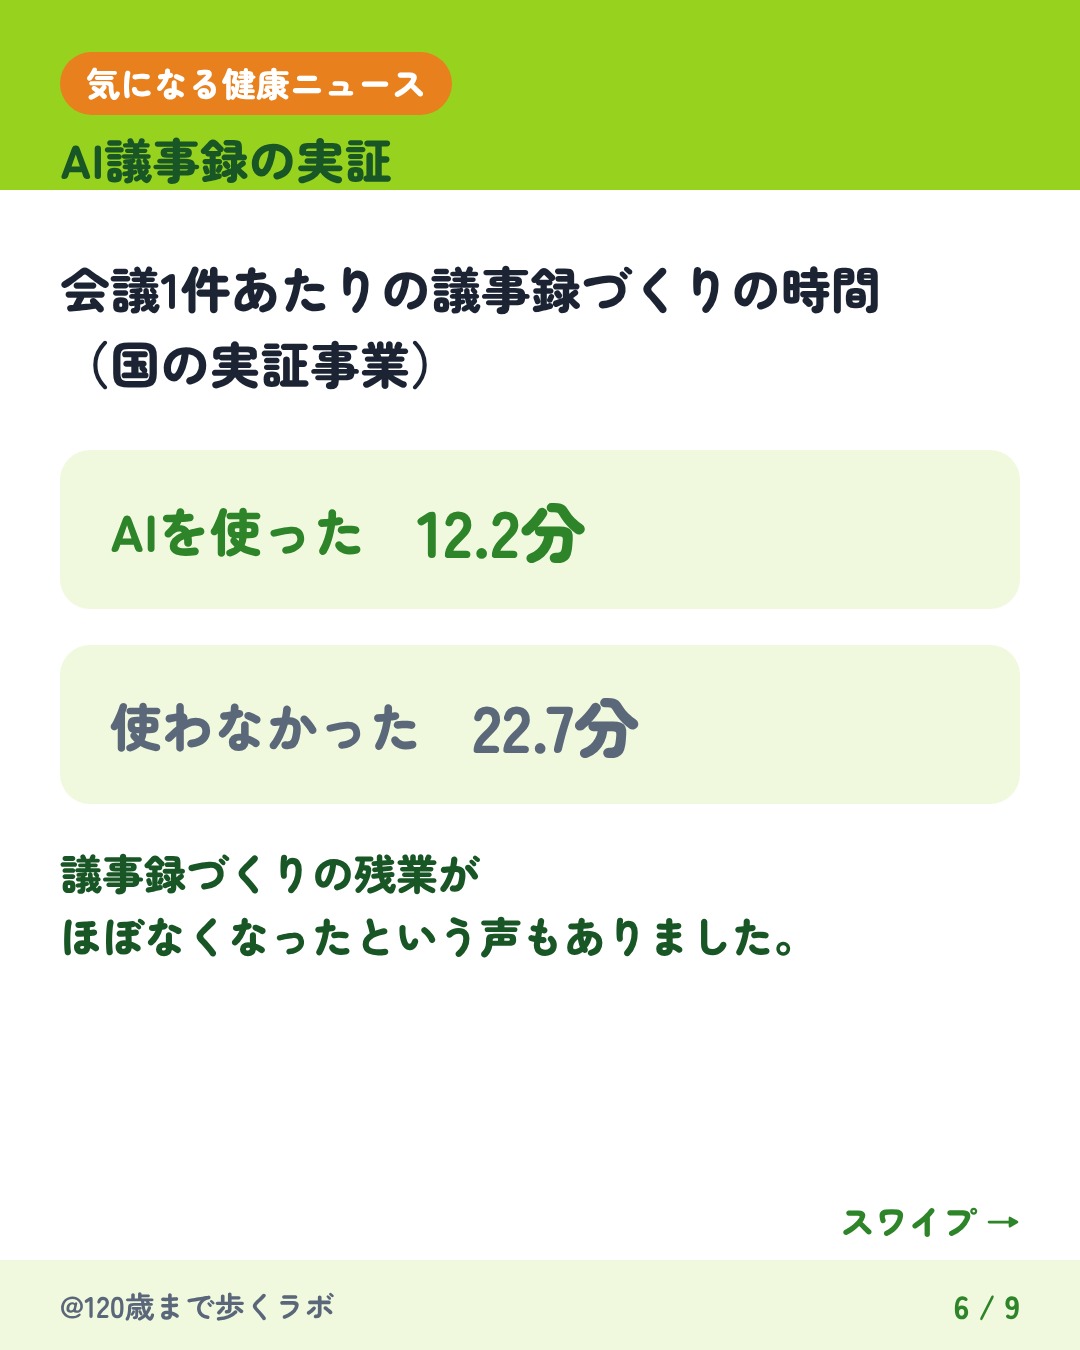 気になる健康ニュース
AI議事録の実証
会議1件あたりの議事録づくりの時間
（国の実証事業）
AIを使った 12.2分
使わなかった 22.7分
議事録づくりの残業が
ほぼなくなったという声もありました。
スワイプ →
@120歳まで歩くラボ
6 / 9